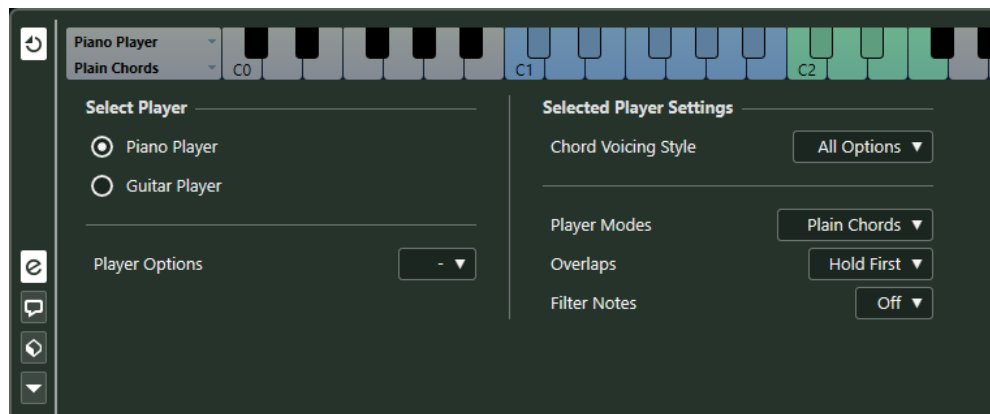 Piano Player
Plain Chords
C0
C1
C2
Select Player
Piano Player
Guitar Player
Player Options
-
Selected Player Settings
Chord Voicing Style
All Options
Player Modes
Plain Chords
Overlaps
Hold First
Filter Notes
Off